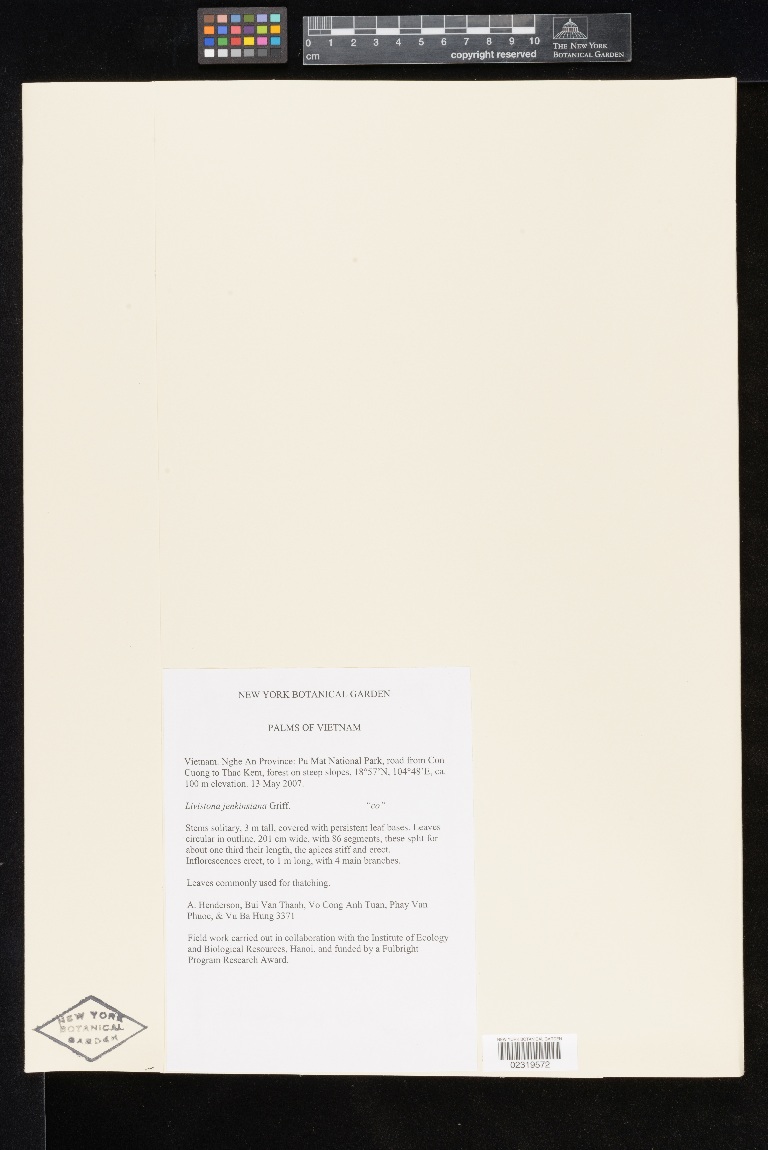 0 1 2 3 4 5 6 7 8 9 10
cm
copyright reserved
THE NEW YORK
BOTANICAL GARDEN
NEW YORK BOTANICAL GARDEN
PALMS OF VIETNAM
Vietnam. Nghe An Province: Pu Mat National Park, road from Con
Cuong to Thac Kem, forest on steep slopes, 18°57'N, 104°48'E, ca.
100 m elevation. 13 May 2007.
Livistona jenkinsiana Griff. "co"
Stems solitary, 3 m tall, covered with persistent leaf bases. Leaves
circular in outline, 201 cm wide, with 86 segments, these split for
about one third their length, the apices stiff and erect.
Inflorescences erect, to 1 m long, with 4 main branches.
Leaves commonly used for thatching.
A. Henderson, Bui Van Thanh, Vo Cong Anh Tuan, Phay Van
Phuoc, & Vu Ba Hung 3371
Field work carried out in collaboration with the Institute of Ecology
and Biological Resources, Hanoi, and funded by a Fulbright
Program Research Award.
NEW YORK
BOTANICAL
GARDEN
NEW YORK BOTANICAL GARDEN
02319572